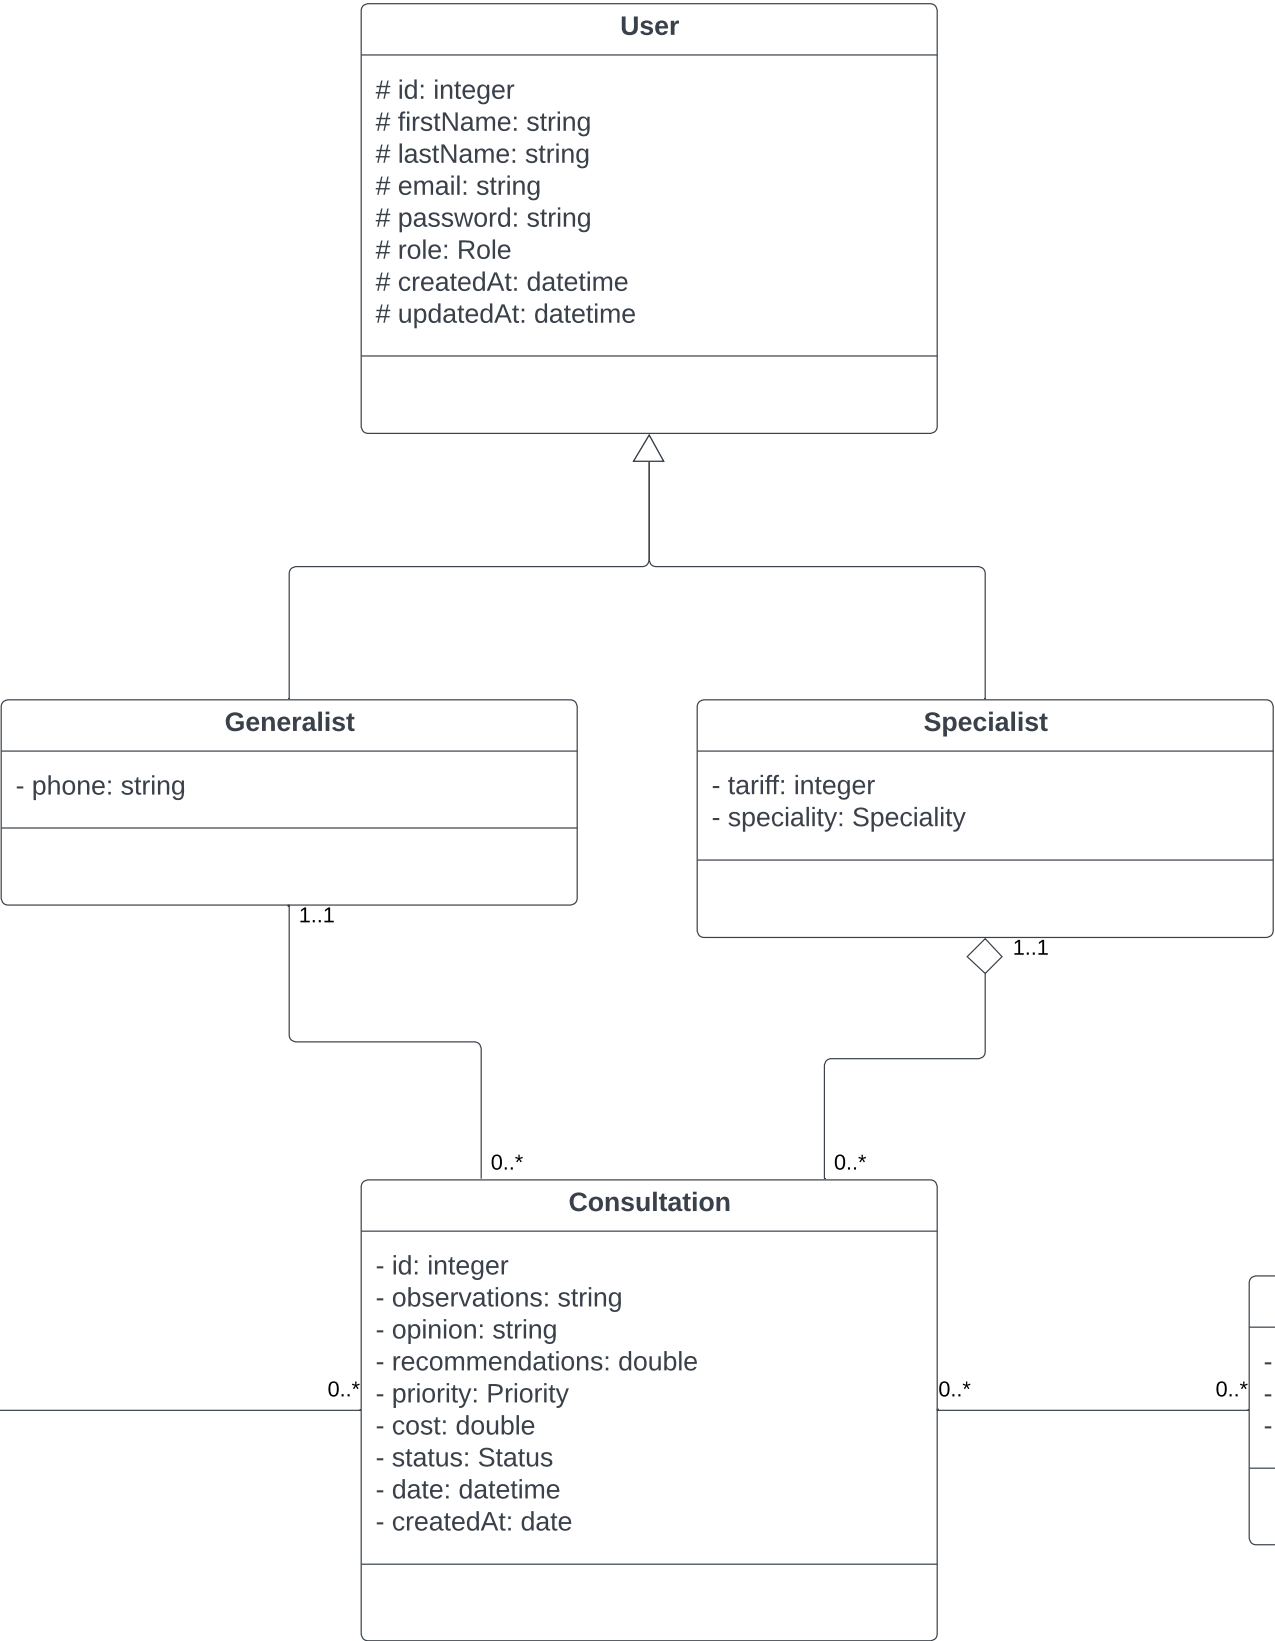 User
# id: integer
# firstName: string
# lastName: string
# email: string
# password: string
# role: Role
# createdAt: datetime
# updatedAt: datetime
Generalist
- phone: string
1..1
Specialist
- tariff: integer
- speciality: Speciality
1..1
0..*
0..*
Consultation
- id: integer
- observations: string
- opinion: string
- recommendations: double
- priority: Priority
- cost: double
- status: Status
- date: datetime
- createdAt: date
0..*
0..*
0..*
-
-
-